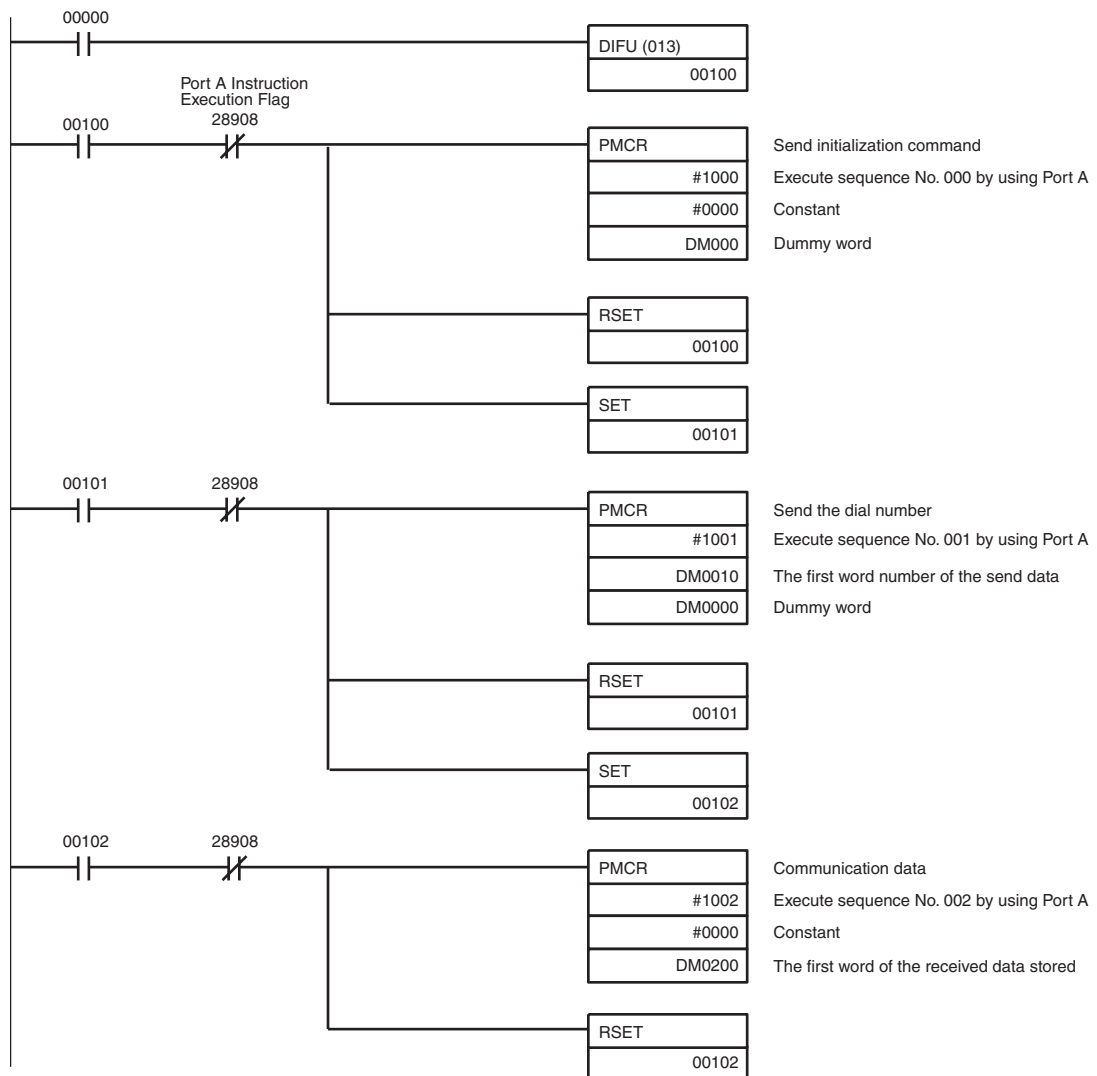 00000
DIFU (013)
00100
Port A Instruction
Execution Flag
00100
28908
PMCR
Send initialization command
#1000
Execute sequence No. 000 by using Port A
#0000
Constant
DM000
Dummy word
RSET
00100
SET
00101
00101
28908
PMCR
Send the dial number
#1001
Execute sequence No. 001 by using Port A
DM0010
The first word number of the send data
DM0000
Dummy word
RSET
00101
SET
00102
00102
28908
PMCR
Communication data
#1002
Execute sequence No. 002 by using Port A
#0000
Constant
DM0200
The first word of the received data stored
RSET
00102